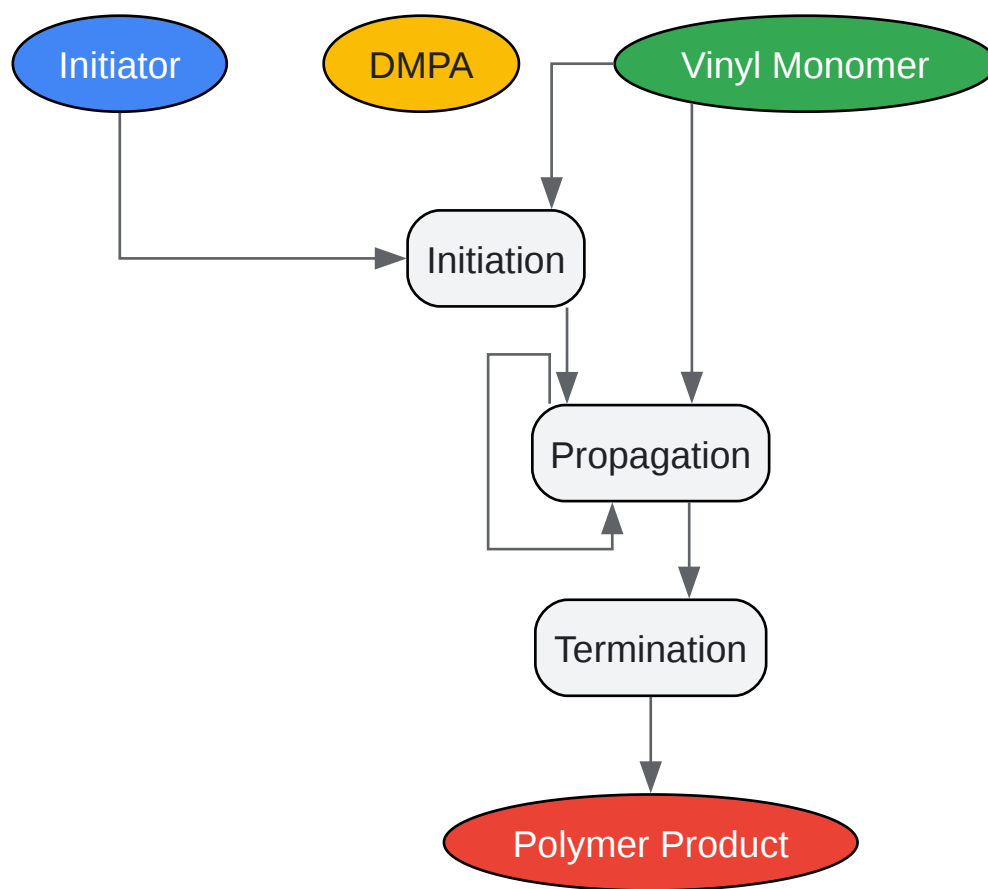 Initiator
DMPA
Vinyl Monomer
Initiation
Propagation
Termination
Polymer Product